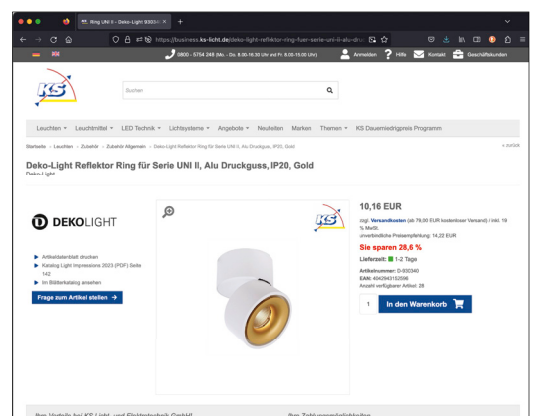 Ring UNI II - Deko-Light 93034
https://business.ks-licht.de/deko-light-reflektor-ring-fuer-serie-uni-ii-alu-druc
0800 - 5754 248 (Mo. - Do. 8.00-16.30 Uhr und Fr. 8.00-15.00 Uhr) Anmelden Hilfe Kontakt Geschäftskunden
KS
Suchen
Leuchten Leuchtmittel LED Technik Lichtsysteme Angebote Neuheiten Marken Themen KS Dauerniedrigpreis Programm
Startseite Leuchten Zubehör Zubehör Allgemein Deko-Light Reflektor Ring für Serie UNI II, Alu Druckguss, IP20, Gold
< zurück
Deko-Light Reflektor Ring für Serie UNI II, Alu Druckguss,IP20, Gold
Deko-Light
DEKOLIGHT
Artikeldatenblatt drucken
Katalog Light Impressions 2023 (PDF) Seite
142
Im Blätterkatalog ansehen
Frage zum Artikel stellen
KS
10,16 EUR
zzgl. Versandkosten (ab 79,00 EUR kostenloser Versand) / inkl. 19
% MwSt.
unverbindliche Preisempfehlung: 14,22 EUR
Sie sparen 28,6 %
Lieferzeit: 1-2 Tage
Artikelnummer: D-930340
EAN: 4042943152596
Anzahl verfügbarer Artikel: 28
1 In den Warenkorb
Ihre Vorteile bei KS Licht- und Elektrotechnik GmbH!
Ihre Zahlungsmöglichkeiten